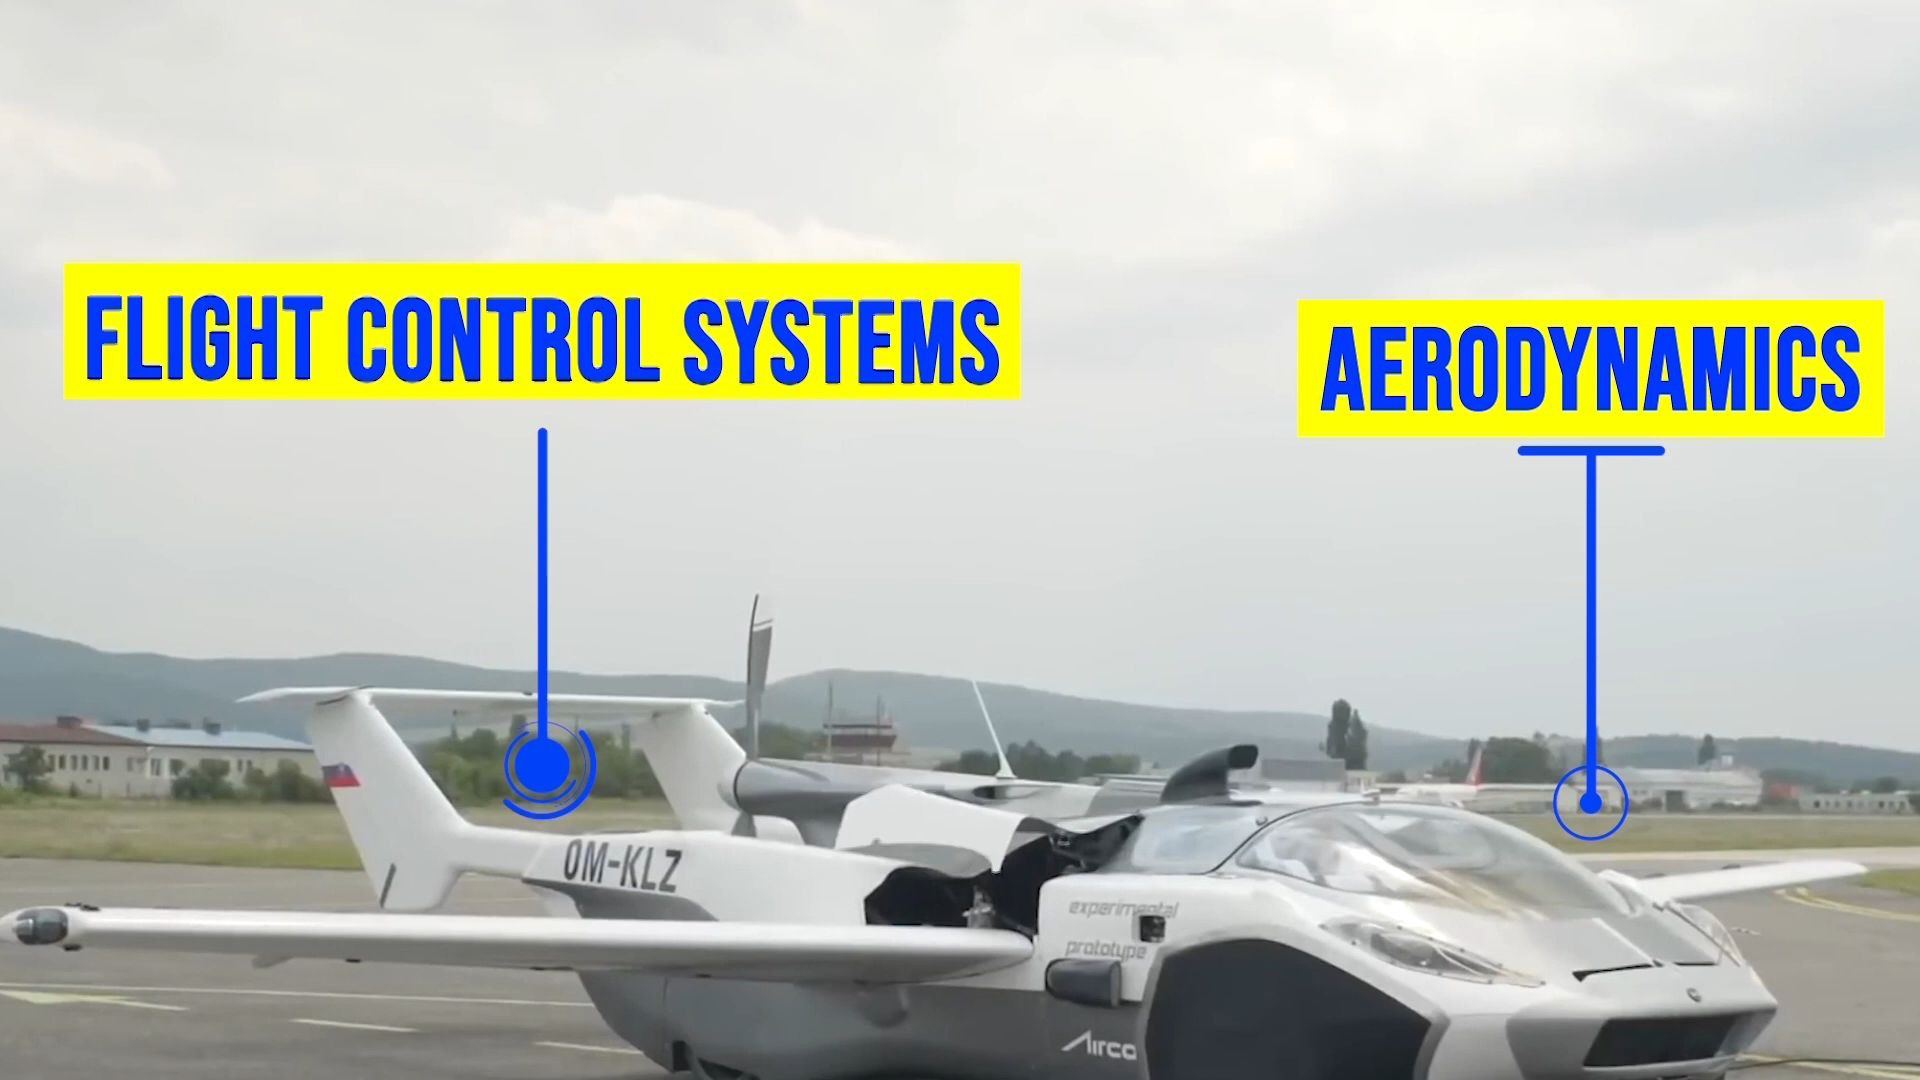 FLIGHT CONTROL SYSTEMS
AERODYNAMICS
OM-KLZ
experimental
prototype
Airca